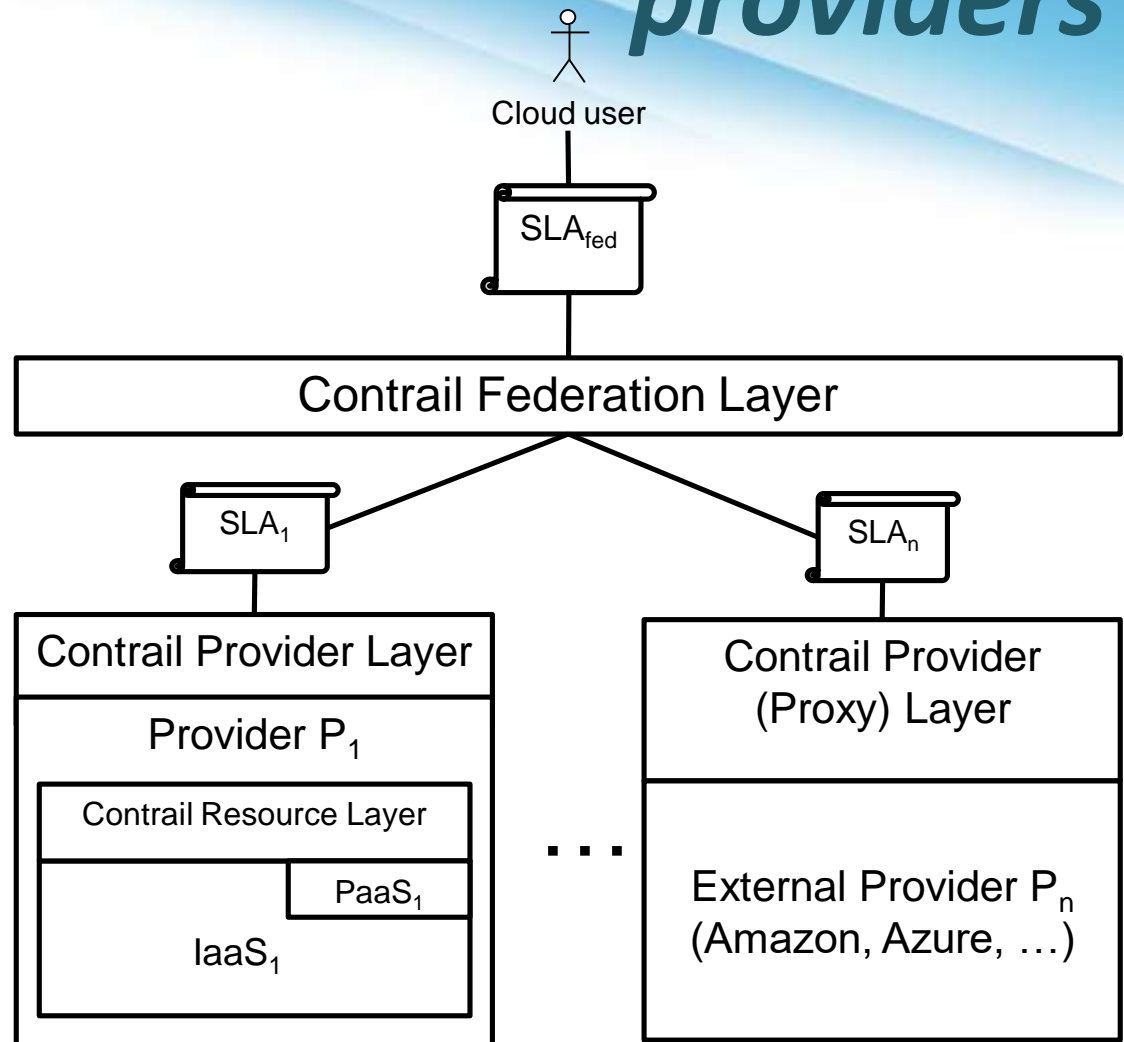 providers
Cloud user
SLA_fed
Contrail Federation Layer
SLA₁
SLAₙ
Contrail Provider Layer
Contrail Provider
(Proxy) Layer
Provider P₁
Contrail Resource Layer
PaaS₁
IaaS₁
...
External Provider Pₙ
(Amazon, Azure, …)